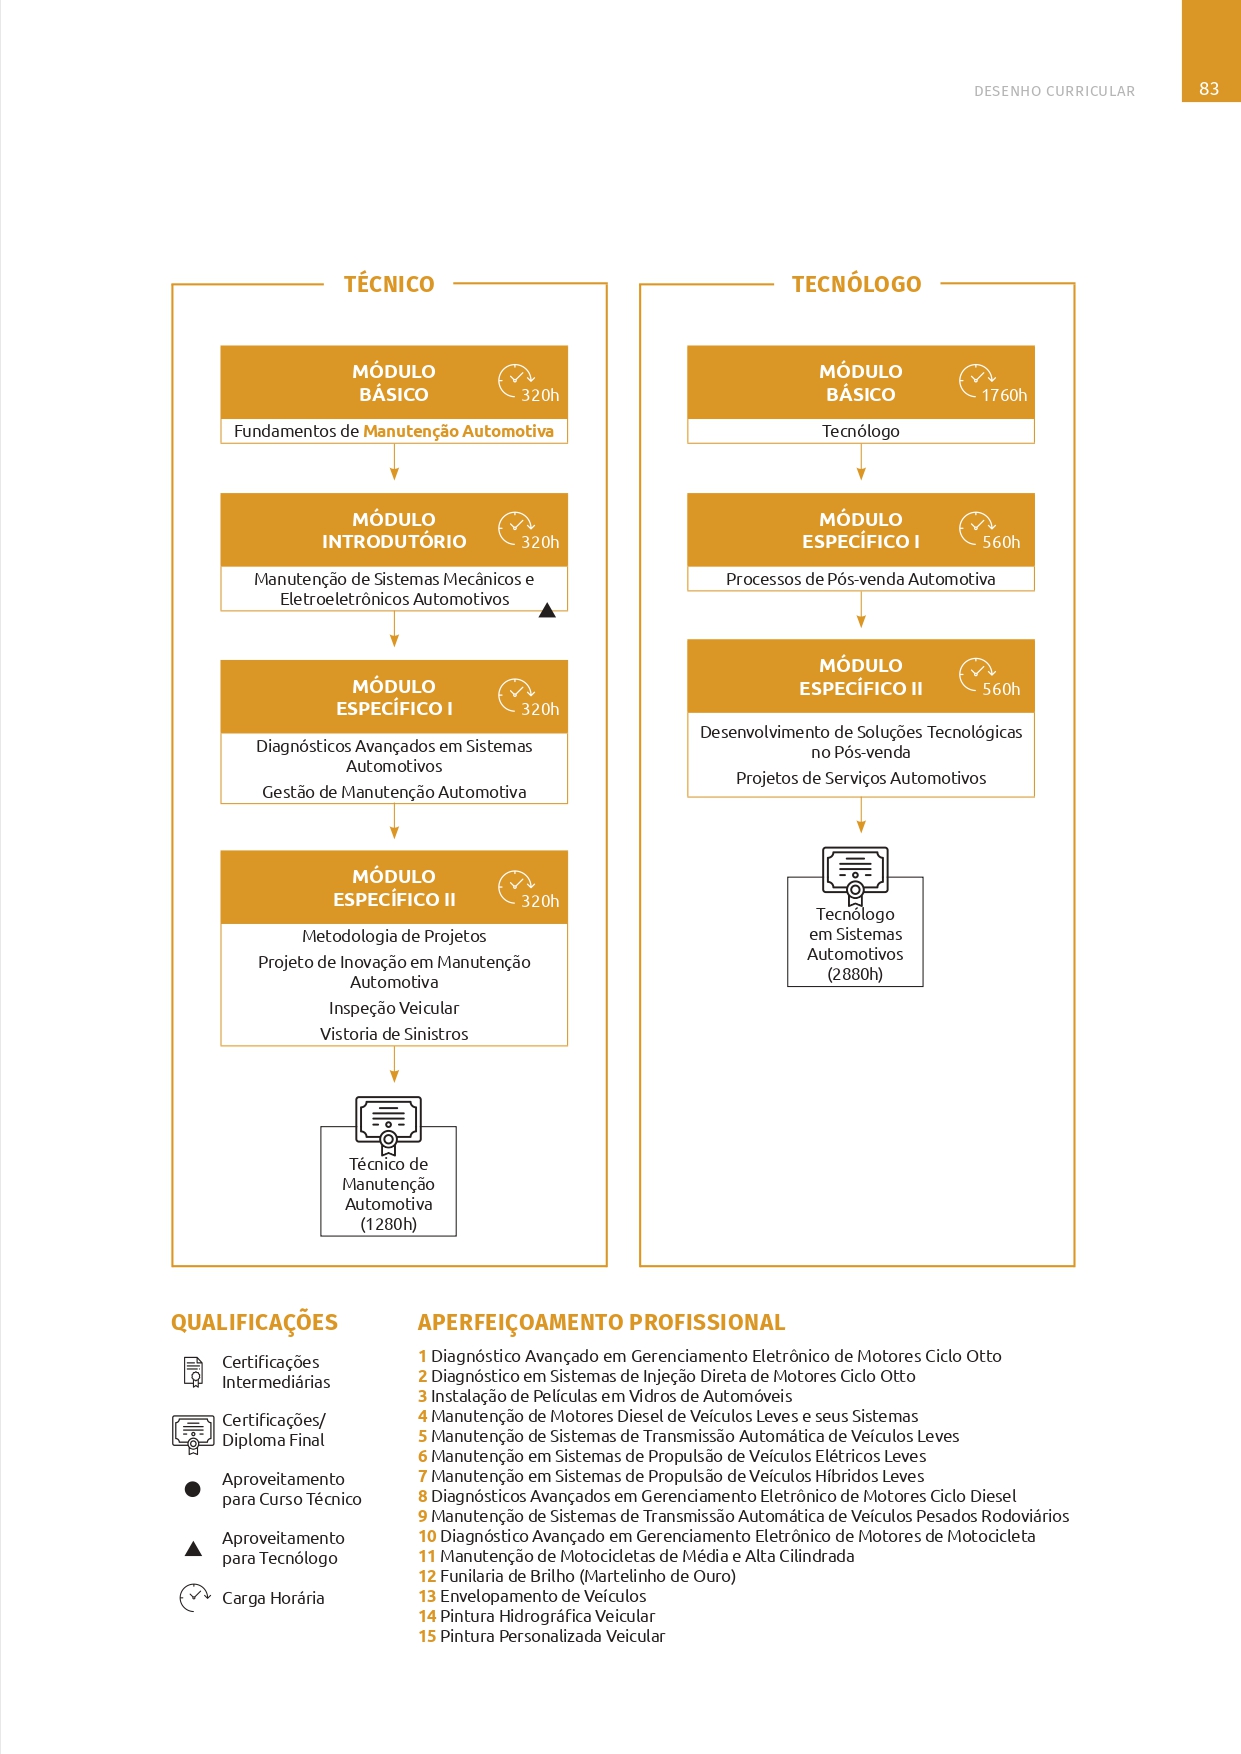 DESENHO CURRICULAR
83
TÉCNICO
MÓDULO
BÁSICO
320h
Fundamentos de Manutenção Automotiva
MÓDULO
INTRODUTÓRIO
320h
Manutenção de Sistemas Mecânicos e
Eletroeletrônicos Automotivos
MÓDULO
ESPECÍFICO I
320h
Diagnósticos Avançados em Sistemas
Automotivos
Gestão de Manutenção Automotiva
MÓDULO
ESPECÍFICO II
320h
Metodologia de Projetos
Projeto de Inovação em Manutenção
Automotiva
Inspeção Veicular
Vistoria de Sinistros
Técnico de
Manutenção
Automotiva
(1280h)
TECNÓLOGO
MÓDULO
BÁSICO
1760h
Tecnólogo
MÓDULO
ESPECÍFICO I
560h
Processos de Pós-venda Automotiva
MÓDULO
ESPECÍFICO II
560h
Desenvolvimento de Soluções Tecnológicas
no Pós-venda
Projetos de Serviços Automotivos
Tecnólogo
em Sistemas
Automotivos
(2880h)
QUALIFICAÇÕES
Certificações
Intermediárias
Certificações/
Diploma Final
Aproveitamento
para Curso Técnico
Aproveitamento
para Tecnólogo
Carga Horária
APERFEIÇOAMENTO PROFISSIONAL
1 Diagnóstico Avançado em Gerenciamento Eletrônico de Motores Ciclo Otto
2 Diagnóstico em Sistemas de Injeção Direta de Motores Ciclo Otto
3 Instalação de Películas em Vidros de Automóveis
4 Manutenção de Motores Diesel de Veículos Leves e seus Sistemas
5 Manutenção de Sistemas de Transmissão Automática de Veículos Leves
6 Manutenção em Sistemas de Propulsão de Veículos Elétricos Leves
7 Manutenção em Sistemas de Propulsão de Veículos Híbridos Leves
8 Diagnósticos Avançados em Gerenciamento Eletrônico de Motores Ciclo Diesel
9 Manutenção de Sistemas de Transmissão Automática de Veículos Pesados Rodoviários
10 Diagnóstico Avançado em Gerenciamento Eletrônico de Motores de Motocicleta
11 Manutenção de Motocicletas de Média e Alta Cilindrada
12 Funilaria de Brilho (Martelinho de Ouro)
13 Envelopamento de Veículos
14 Pintura Hidrográfica Veicular
15 Pintura Personalizada Veicular